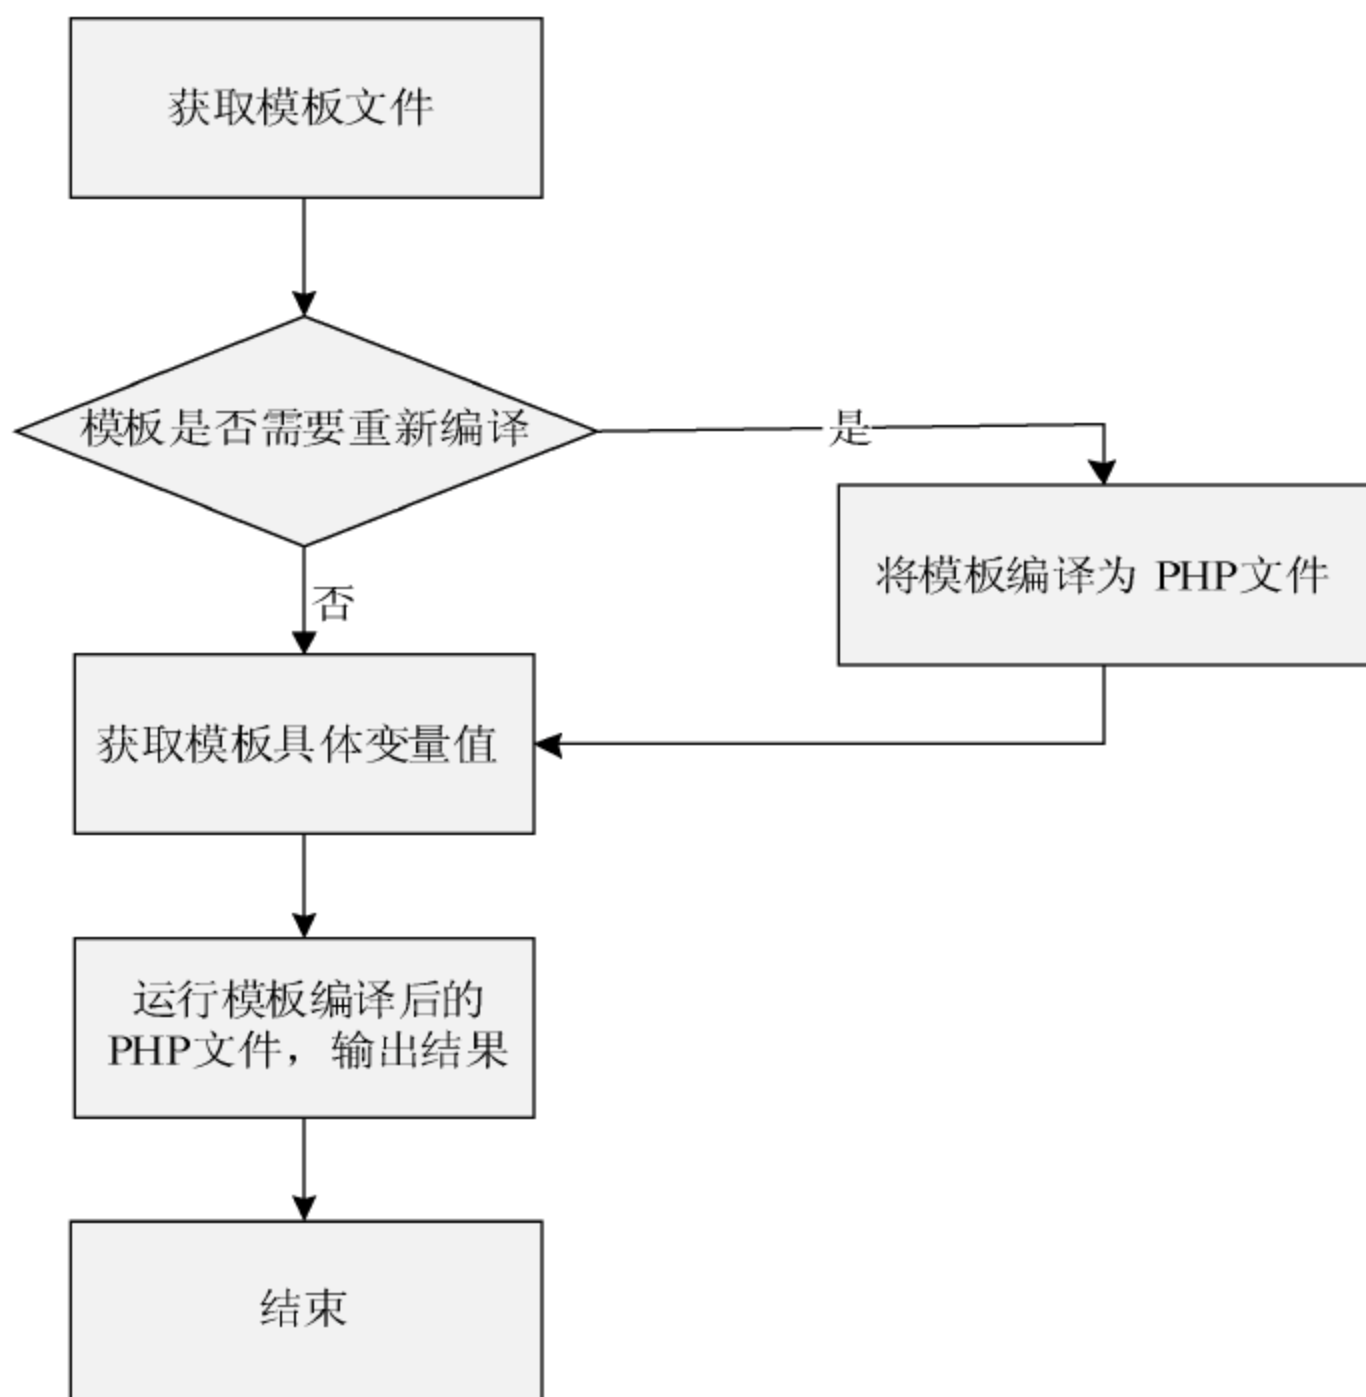 获取模板文件
模板是否需要重新编译
是
否
将模板编译为 PHP文件
获取模板具体变量值
运行模板编译后的
PHP文件，输出结果
结束